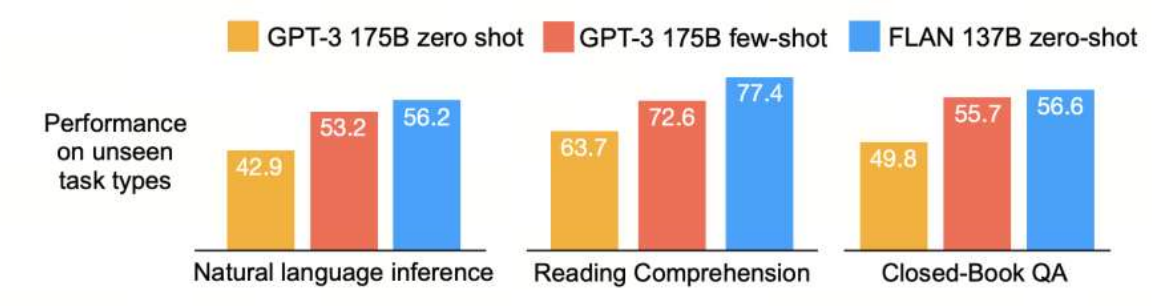 GPT-3 175B zero shot GPT-3 175B few-shot FLAN 137B zero-shot
Performance
on unseen
task types
42.9 53.2 56.2
63.7 72.6 77.4
49.8 55.7 56.6
Natural language inference Reading Comprehension Closed-Book QA